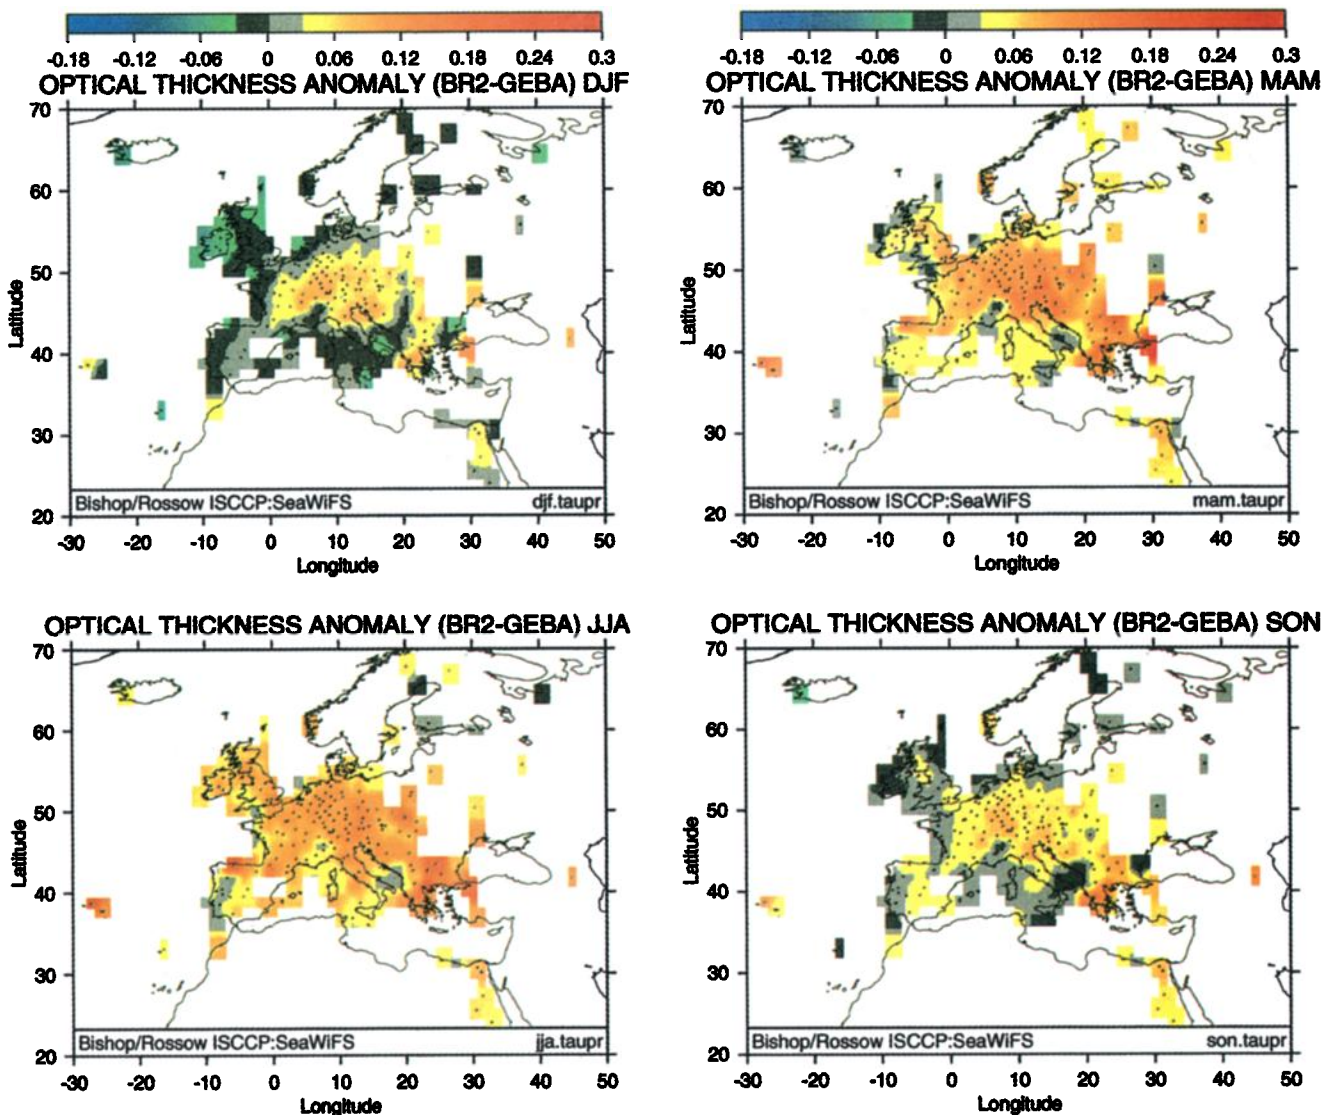 -0.18 -0.12 -0.06 0 0.06 0.12 0.18 0.24 0.3
OPTICAL THICKNESS ANOMALY (BR2-GEBA) DJF
70
60
50
40
30
20
Latitude
Bishop/Rossow ISCCP:SeaWiFS djf.taupr
-30 -20 -10 0 10 20 30 40 50
Longitude
-0.18 -0.12 -0.06 0 0.06 0.12 0.18 0.24 0.3
OPTICAL THICKNESS ANOMALY (BR2-GEBA) MAM
70
60
50
40
30
20
Latitude
Bishop/Rossow ISCCP:SeaWiFS mam.taupr
-30 -20 -10 0 10 20 30 40 50
Longitude
OPTICAL THICKNESS ANOMALY (BR2-GEBA) JJA
70
60
50
40
30
20
Latitude
Bishop/Rossow ISCCP:SeaWiFS jja.taupr
-30 -20 -10 0 10 20 30 40 50
Longitude
OPTICAL THICKNESS ANOMALY (BR2-GEBA) SON
70
60
50
40
30
20
Latitude
Bishop/Rossow ISCCP:SeaWiFS son.taupr
-30 -20 -10 0 10 20 30 40 50
Longitude